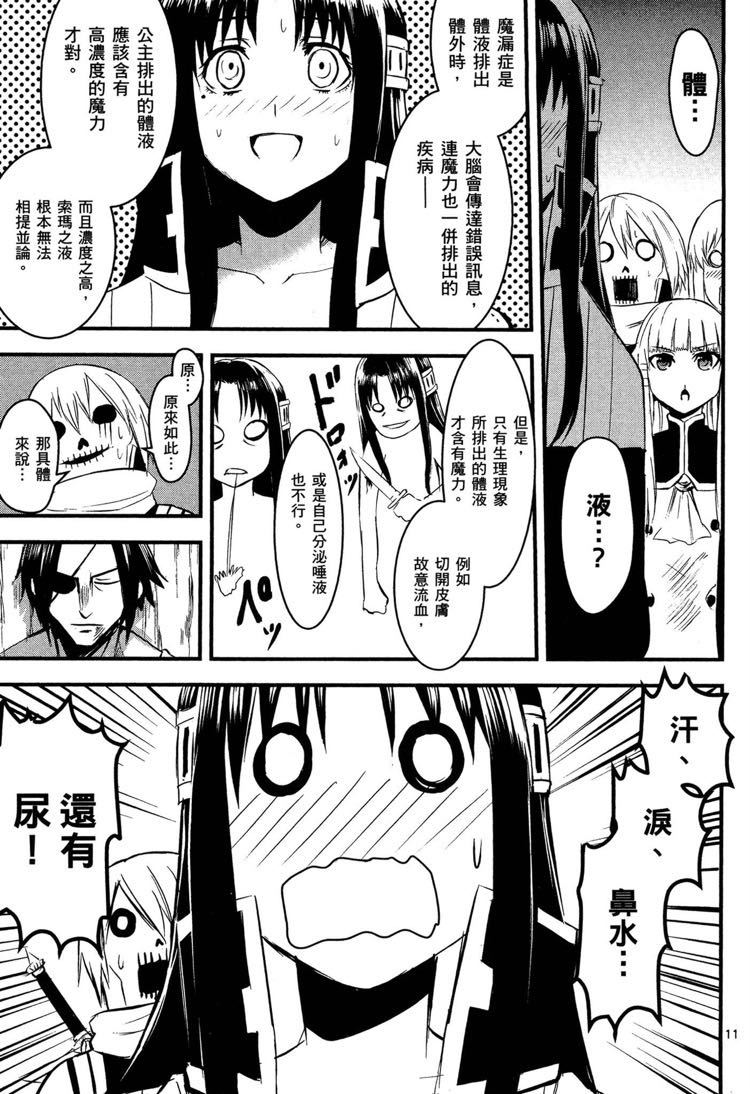 體…
液…?
魔漏症是
體液排出
體外時，
大腦會傳達錯誤訊息，
連魔力也一併排出的
疾病——
公主排出的體液
應該含有
高濃度的魔力
才對。
而且濃度之高，
索瑪之液
根本無法
相提並論。
但是，
只有生理現象
所排出的體液
才含有魔力。
例如
切開皮膚
故意流血，
ドロォッ
或是自己分泌唾液
也不行。
ペッ
原…
原來如此…
那具體
來說…
汗、
淚、
鼻水…
還有
尿！
11